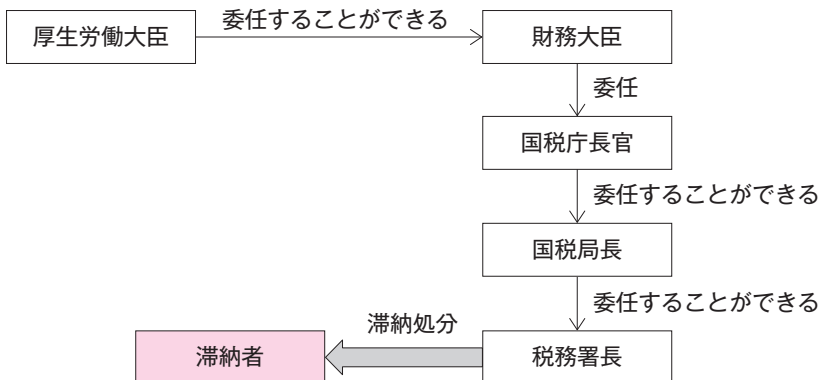 委任することができる
厚生労働大臣
財務大臣
委任
国税庁長官
委任することができる
国税局長
委任することができる
滞納処分
滞納者
税務署長